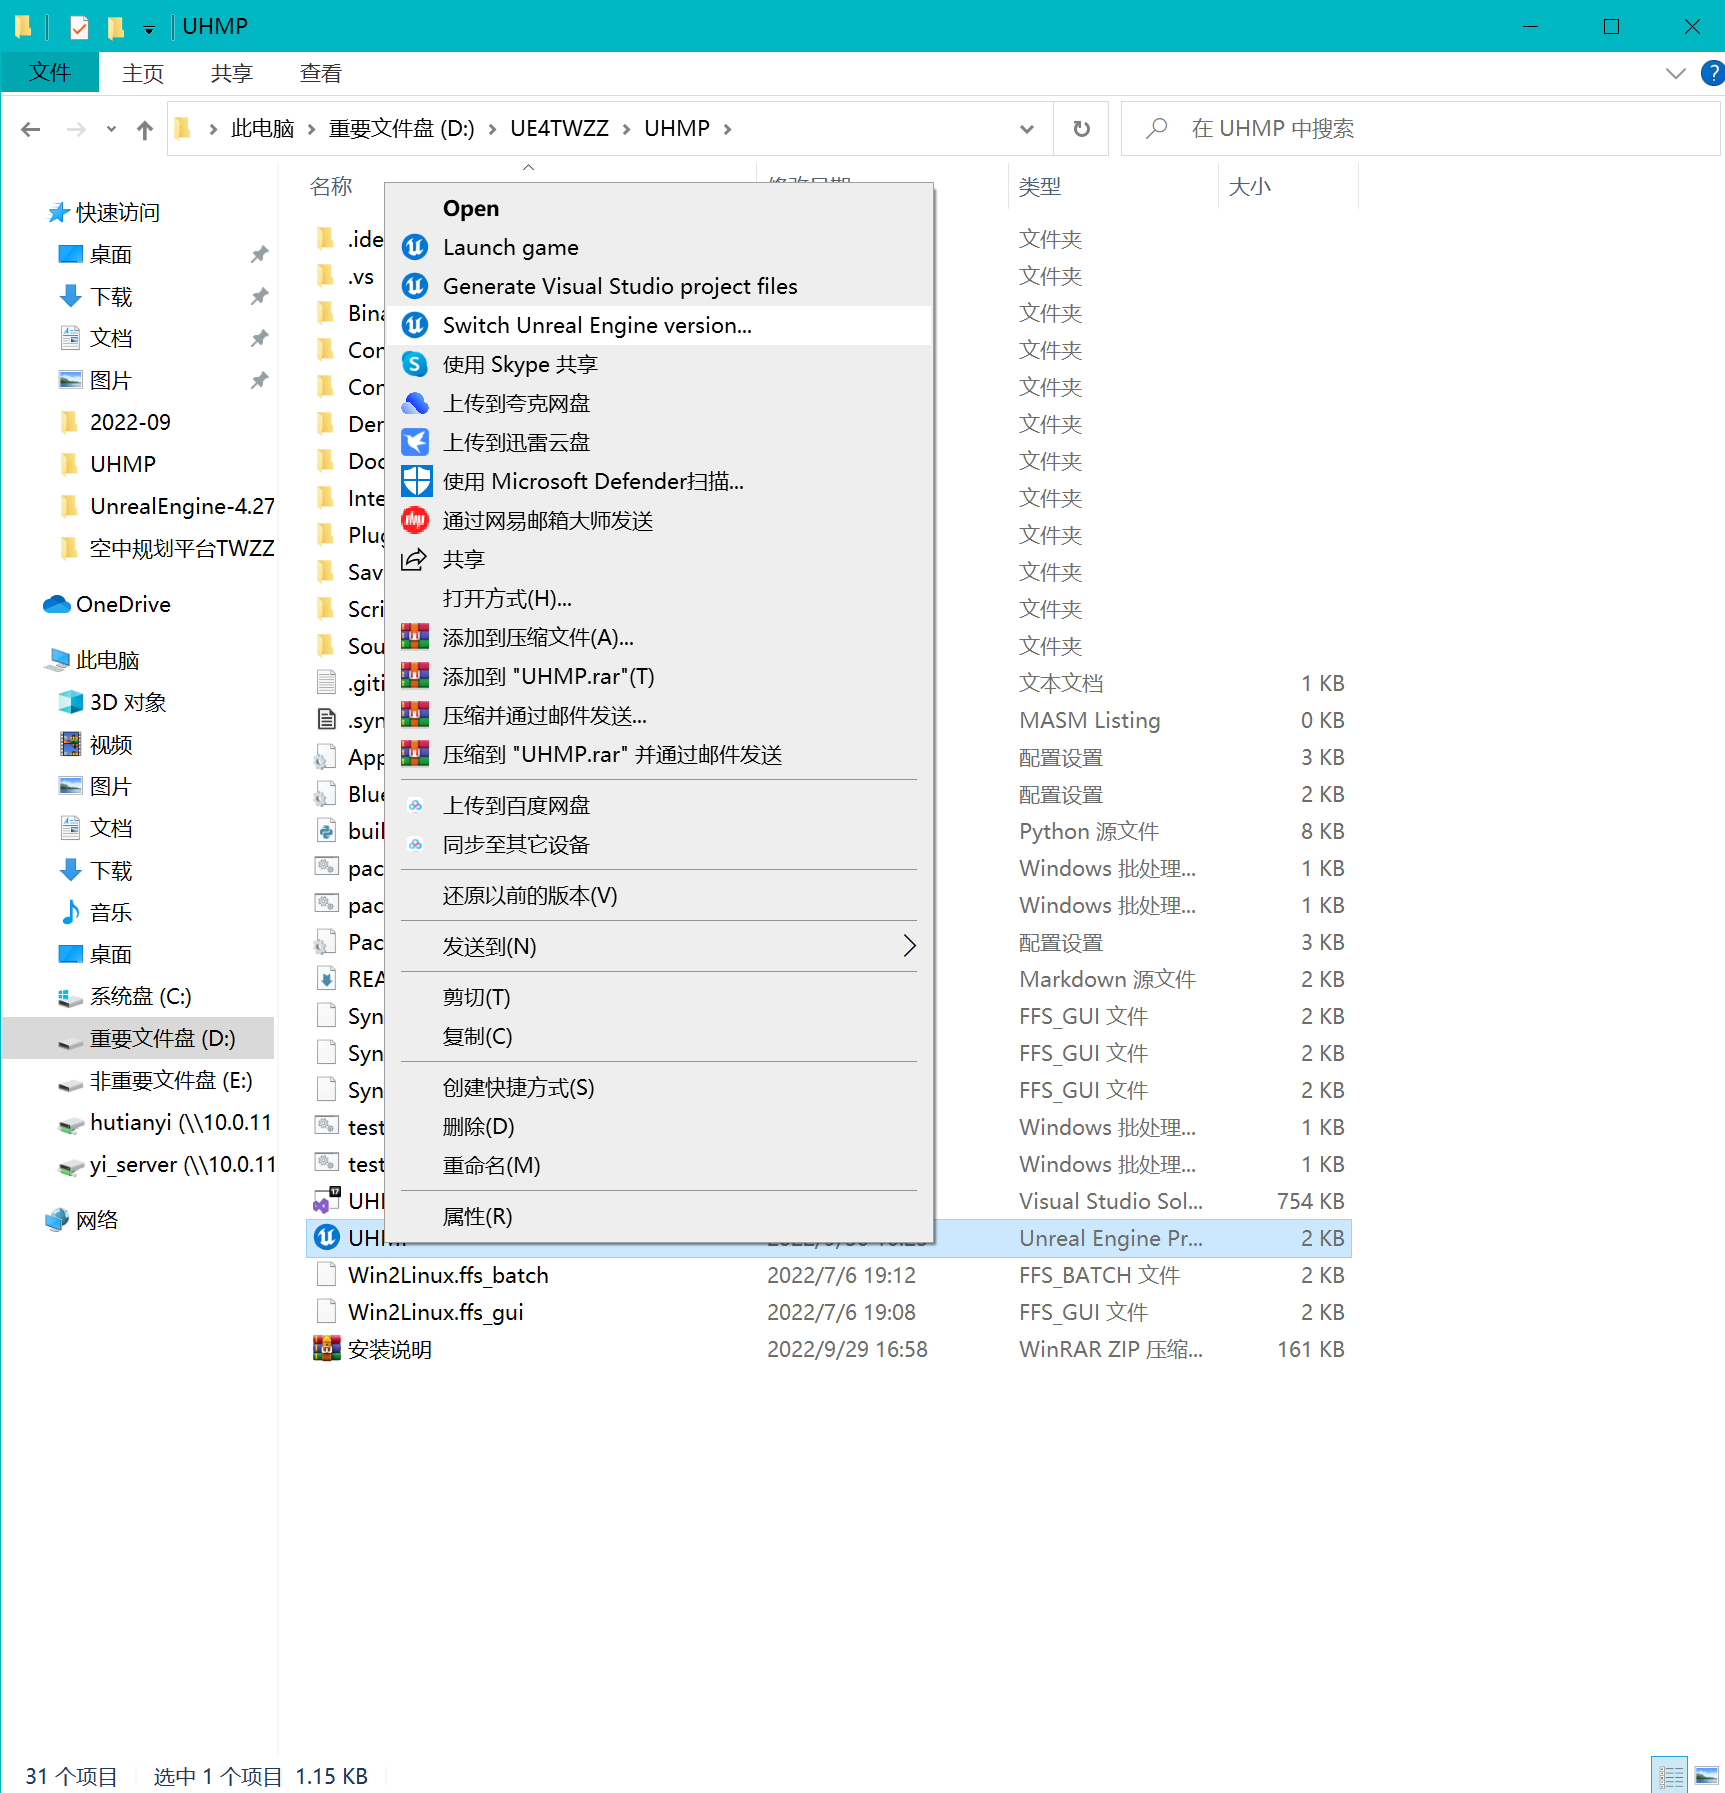 UHMP
文件 主页 共享 查看
此电脑 重要文件盘 (D:) UE4TWZZ UHMP
在 UHMP 中搜索
名称 修改日期 类型 大小
快速访问
桌面
下载
文档
图片
2022-09
UHMP
UnrealEngine-4.27
空中规划平台TWZZ
OneDrive
此电脑
3D 对象
视频
图片
文档
下载
音乐
桌面
系统盘 (C:)
重要文件盘 (D:)
非重要文件盘 (E:)
hutianyi (\\10.0.11
yi_server (\\10.0.11
网络
.ide 文件夹
.vs 文件夹
Bina 文件夹
Con 文件夹
Con 文件夹
Der 文件夹
Doc 文件夹
Inte 文件夹
Plug 文件夹
Sav 文件夹
Scri 文件夹
Sou 文件夹
.giti 文本文档 1 KB
.syn MASM Listing 0 KB
App 配置设置 3 KB
Blue 配置设置 2 KB
buil Python 源文件 8 KB
pac Windows 批处理... 1 KB
pac Windows 批处理... 1 KB
Pac 配置设置 3 KB
REA Markdown 源文件 2 KB
Syn FFS_GUI 文件 2 KB
Syn FFS_GUI 文件 2 KB
Syn FFS_GUI 文件 2 KB
test Windows 批处理... 1 KB
test Windows 批处理... 1 KB
UHI Visual Studio Sol... 754 KB
UHMP Unreal Engine Pr... 2 KB
Win2Linux.ffs_batch 2022/7/6 19:12 FFS_BATCH 文件 2 KB
Win2Linux.ffs_gui 2022/7/6 19:08 FFS_GUI 文件 2 KB
安装说明 2022/9/29 16:58 WinRAR ZIP 压缩... 161 KB
Open
Launch game
Generate Visual Studio project files
Switch Unreal Engine version...
使用 Skype 共享
上传到夸克网盘
上传到迅雷云盘
使用 Microsoft Defender扫描...
通过网易邮箱大师发送
共享
打开方式(H)...
添加到压缩文件(A)...
添加到 "UHMP.rar"(T)
压缩并通过邮件发送...
压缩到 "UHMP.rar" 并通过邮件发送
上传到百度网盘
同步至其它设备
还原以前的版本(V)
发送到(N)
剪切(T)
复制(C)
创建快捷方式(S)
删除(D)
重命名(M)
属性(R)
31 个项目 选中 1 个项目 1.15 KB